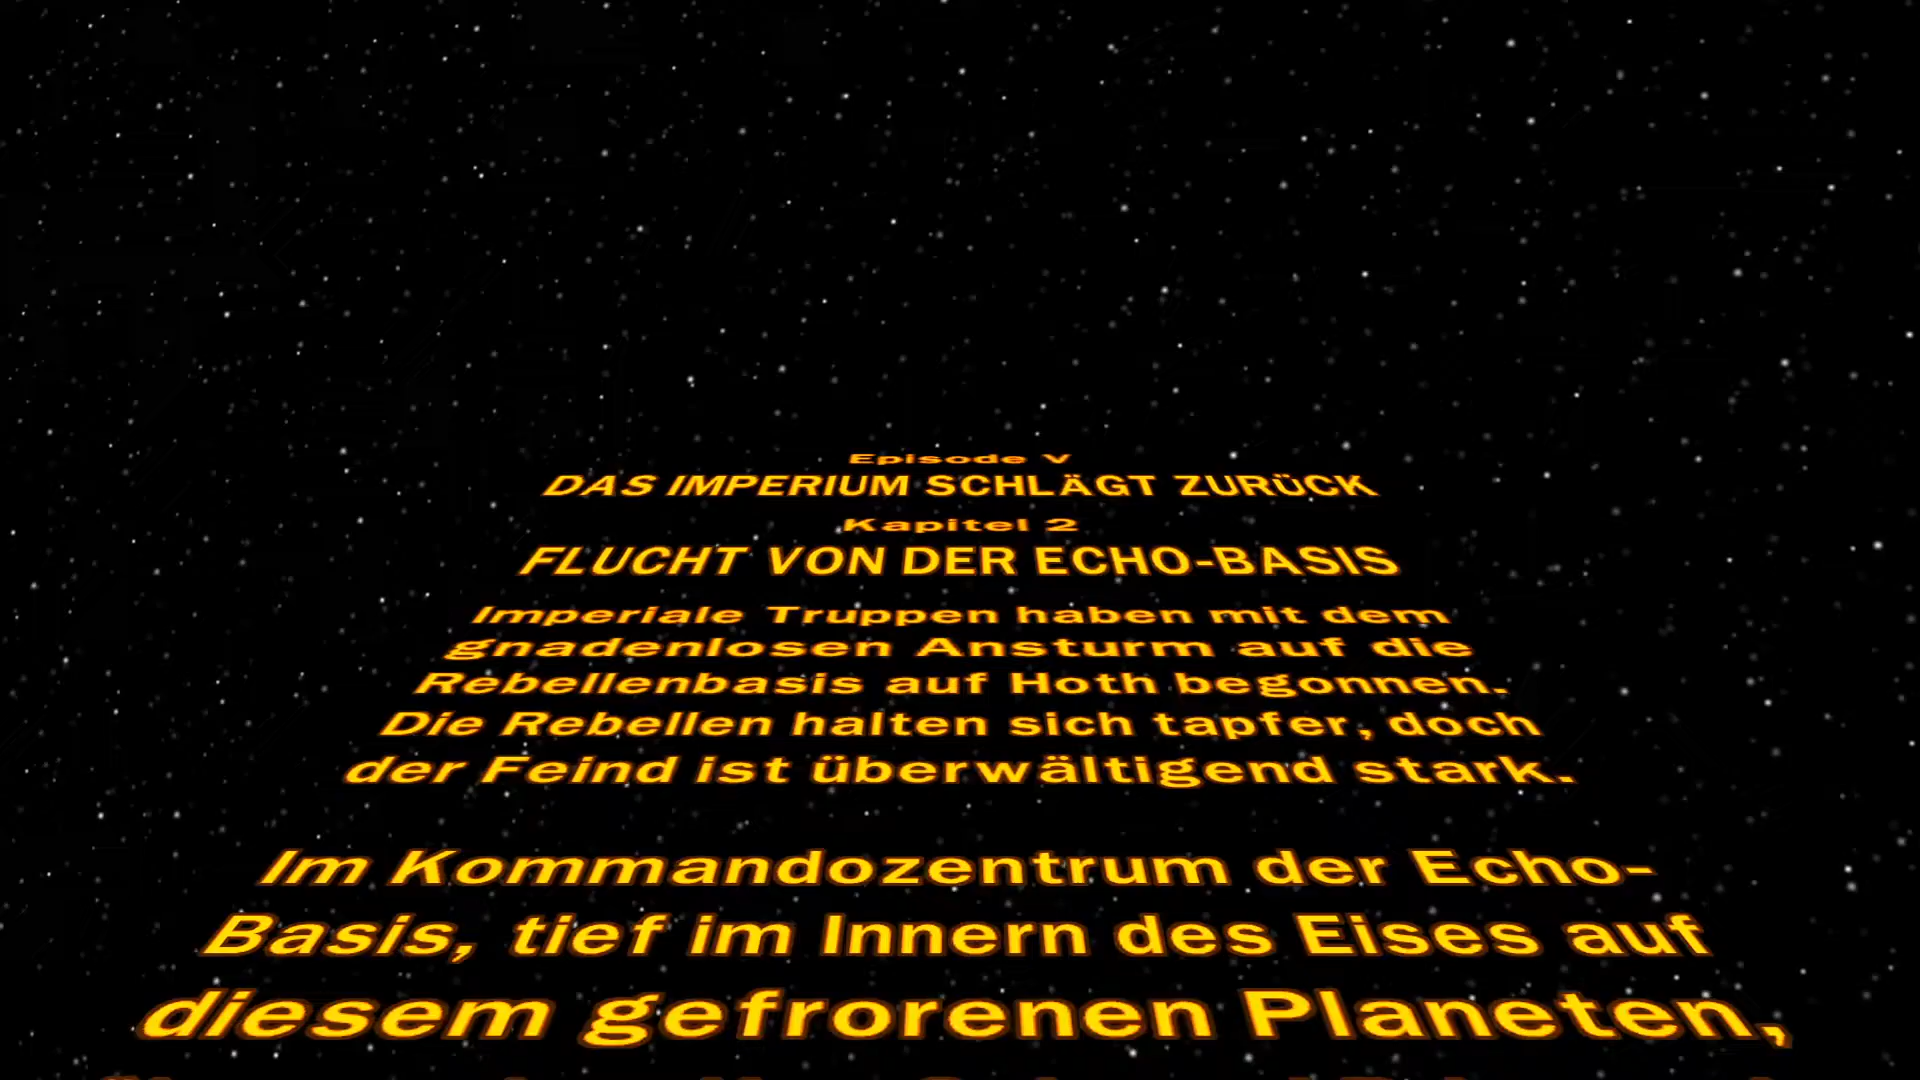 Episode V
DAS IMPERIUM SCHLÄGT ZURÜCK
Kapitel 2
FLUCHT VON DER ECHO-BASIS
Imperiale Truppen haben mit dem
gnadenlosen Ansturm auf die
Rebellenbasis auf Hoth begonnen.
Die Rebellen halten sich tapfer, doch
der Feind ist überwältigend stark.
Im Kommandozentrum der Echo-
Basis, tief im Innern des Eises auf
diesem gefrorenen Planeten,